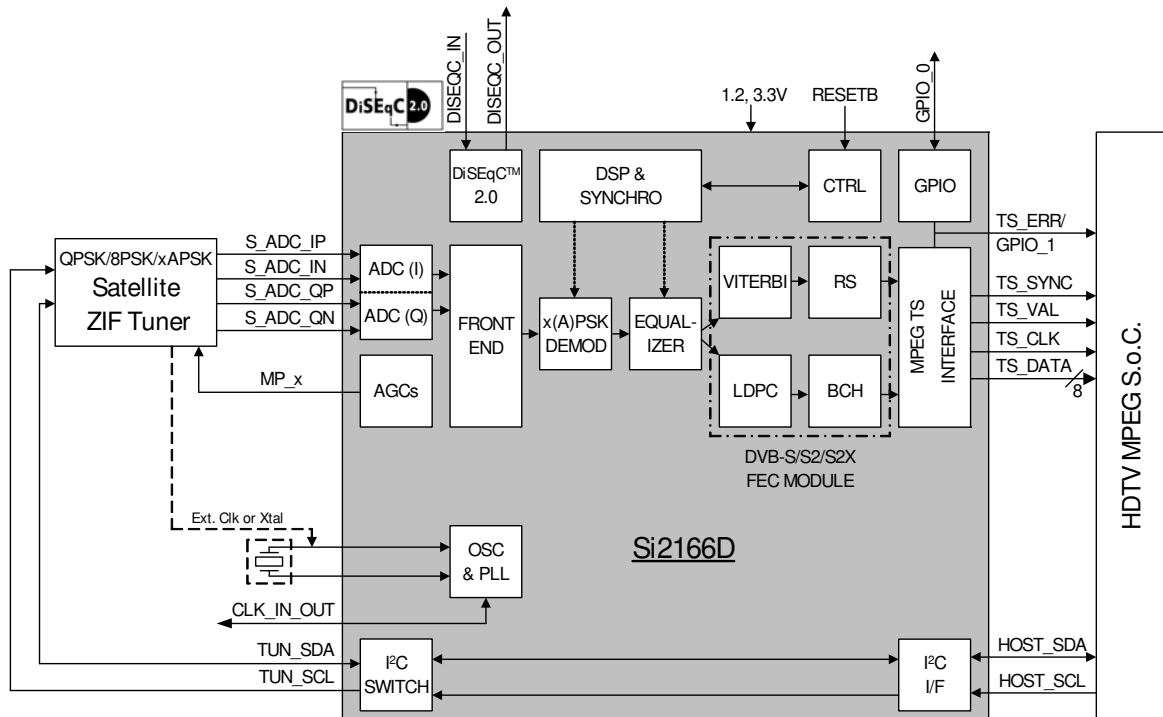 DISEQC_IN
DISEQC_OUT
DiSEqC 2.0
1.2, 3.3V
RESETB
GPIO_0
DiSEqC™
2.0
DSP &
SYNCHRO
CTRL
GPIO
QPSK/8PSK/xAPSK
Satellite
ZIF Tuner
S_ADC_IP
S_ADC_IN
S_ADC_QP
S_ADC_QN
MP_x
ADC (I)
ADC (Q)
AGCs
FRONT
END
x(A)PSK
DEMOD
EQUAL-
IZER
VITERBI
RS
LDPC
BCH
DVB-S/S2/S2X
FEC MODULE
MPEG TS
INTERFACE
TS_ERR/
GPIO_1
TS_SYNC
TS_VAL
TS_CLK
TS_DATA
8
HDTV MPEG S.o.C.
Ext. Clk or Xtal
OSC
& PLL
Si2166D
CLK_IN_OUT
TUN_SDA
TUN_SCL
I²C
SWITCH
I²C
I/F
HOST_SDA
HOST_SCL